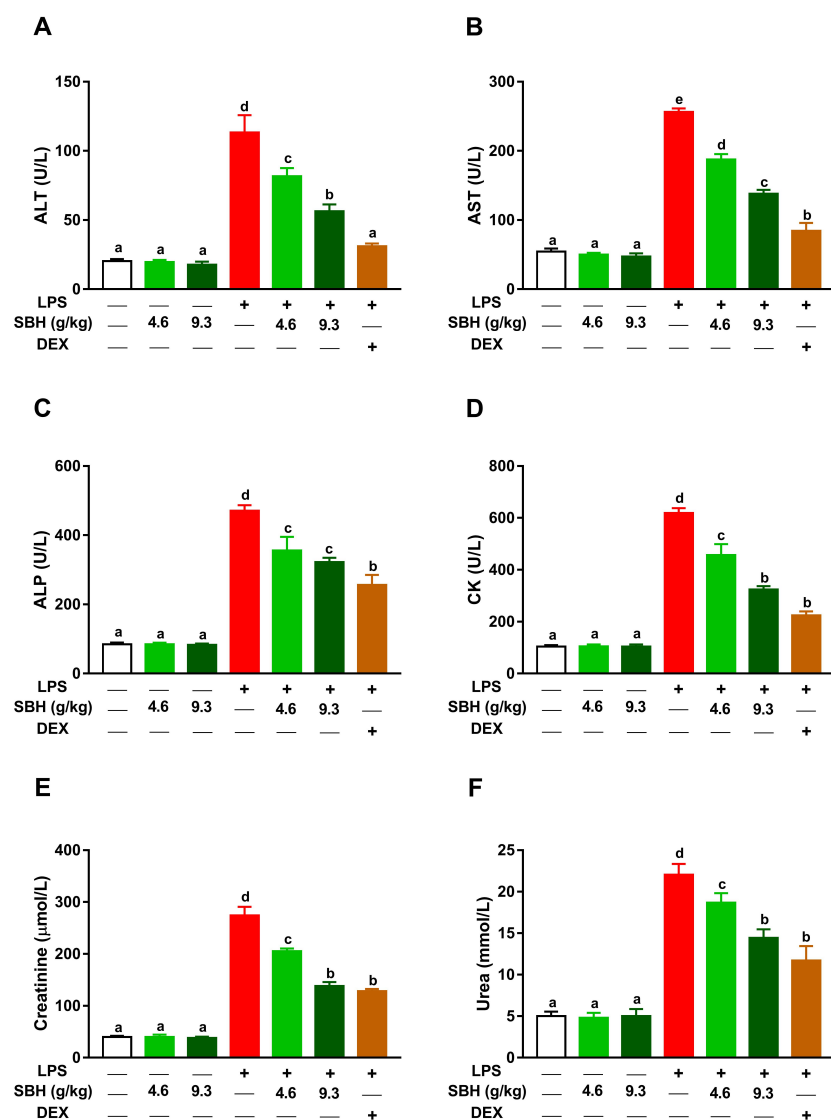 A
ALT (U/L)
150
100
50
0
a a a d c b a
LPS — — — + + + +
SBH (g/kg) — 4.6 9.3 — 4.6 9.3 —
DEX — — — — — — +
B
AST (U/L)
300
200
100
0
a a a e d c b
LPS — — — + + + +
SBH (g/kg) — 4.6 9.3 — 4.6 9.3 —
DEX — — — — — — +
C
ALP (U/L)
600
400
200
0
a a a d c c b
LPS — — — + + + +
SBH (g/kg) — 4.6 9.3 — 4.6 9.3 —
DEX — — — — — — +
D
CK (U/L)
800
600
400
200
0
a a a d c b b
LPS — — — + + + +
SBH (g/kg) — 4.6 9.3 — 4.6 9.3 —
DEX — — — — — — +
E
Creatinine (μmol/L)
400
300
200
100
0
a a a d c b b
LPS — — — + + + +
SBH (g/kg) — 4.6 9.3 — 4.6 9.3 —
DEX — — — — — — +
F
Urea (mmol/L)
25
20
15
10
5
0
a a a d c b b
LPS — — — + + + +
SBH (g/kg) — 4.6 9.3 — 4.6 9.3 —
DEX — — — — — — +